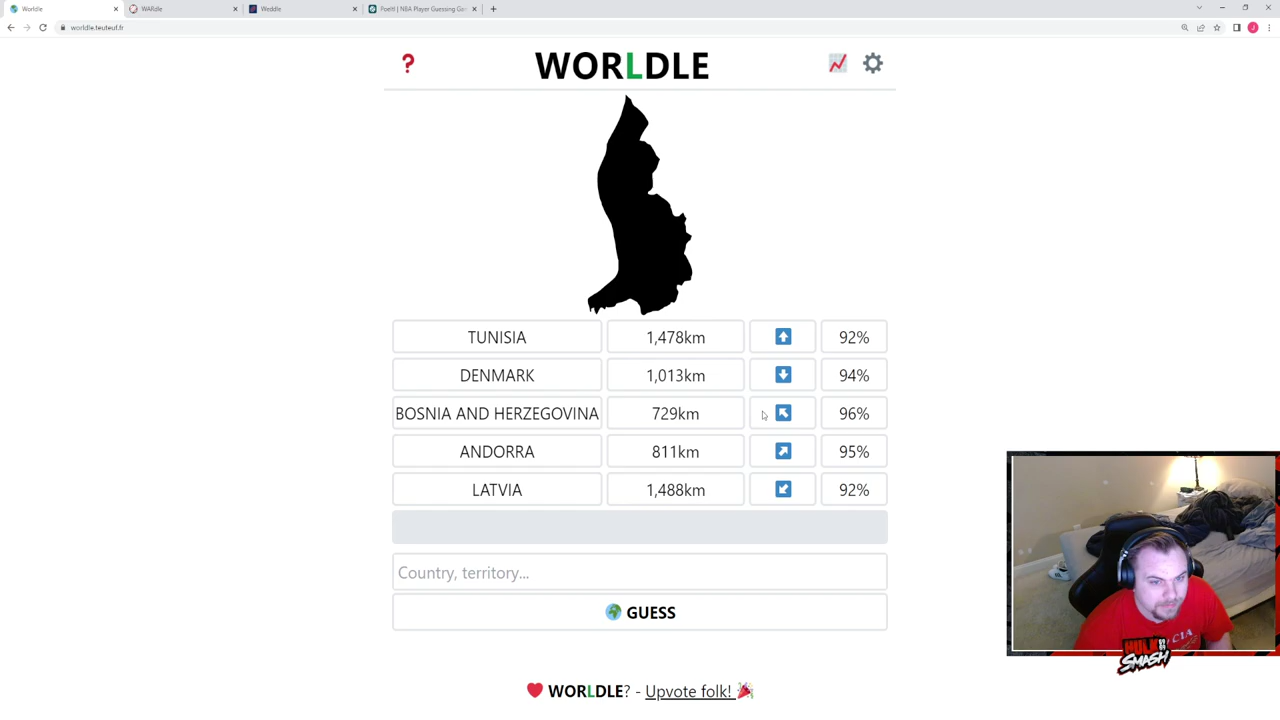 Worldle
WARdle
Weddle
Poeltl | NBA Player Guessing Ga
worldle.teuteuf.fr
J
?
WORLDLE
TUNISIA 1,478km 92%
DENMARK 1,013km 94%
BOSNIA AND HERZEGOVINA 729km 96%
ANDORRA 811km 95%
LATVIA 1,488km 92%
Country, territory...
GUESS
CIA
HULK
SMASH
WORLDLE? - Upvote folk!